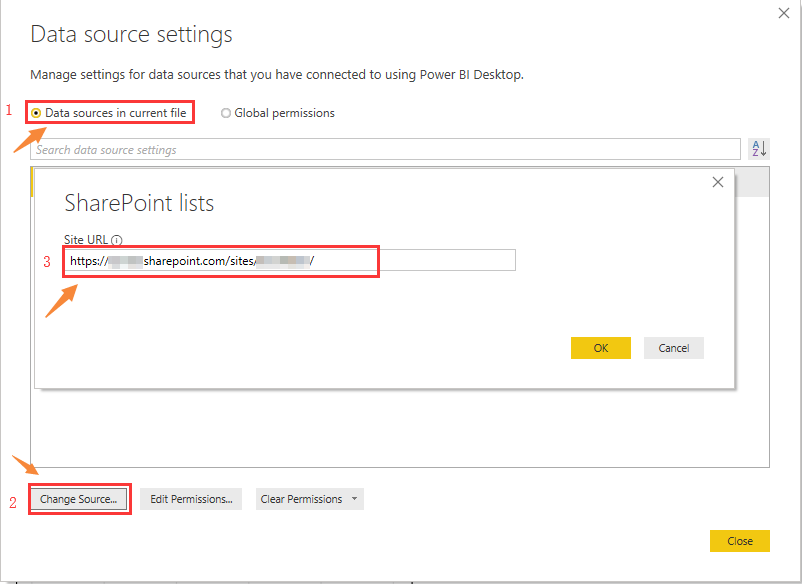 Data source settings
Manage settings for data sources that you have connected to using Power BI Desktop.
1 Data sources in current file Global permissions
Search data source settings A Z
SharePoint lists
Site URL
3 https:// sharepoint.com/sites/ /
OK Cancel
2 Change Source... Edit Permissions... Clear Permissions
Close